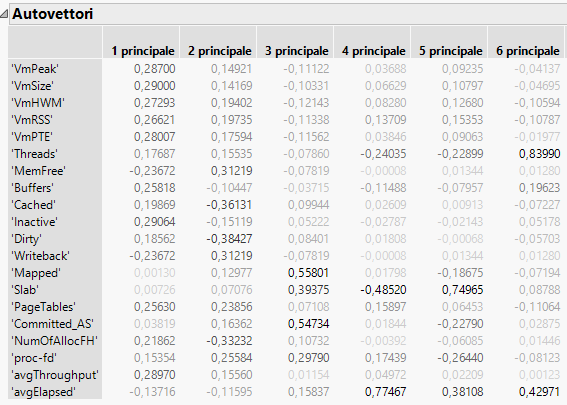 Autovettori
1 principale 2 principale 3 principale 4 principale 5 principale 6 principale
'VmPeak' 0,28700 0,14921 -0,11122 0,03688 0,09235 -0,04137
'VmSize' 0,29000 0,14169 -0,10331 0,06629 0,10797 -0,04695
'VmHWM' 0,27293 0,19402 -0,12143 0,08280 0,12680 -0,10594
'VmRSS' 0,26621 0,19735 -0,11338 0,13709 0,15353 -0,10787
'VmPTE' 0,28007 0,17594 -0,11562 0,03846 0,09063 -0,01977
'Threads' 0,17687 0,15535 -0,07860 -0,24035 -0,22899 0,83990
'MemFree' -0,23672 0,31219 -0,07819 -0,00008 0,01344 0,01280
'Buffers' 0,25818 -0,10447 -0,03715 -0,11488 -0,07957 0,19623
'Cached' 0,19869 -0,36131 0,09944 0,02609 0,00913 -0,07227
'Inactive' 0,29064 -0,15119 0,05222 -0,02787 -0,02143 0,05178
'Dirty' 0,18562 -0,38427 0,08401 0,01808 -0,00068 -0,05703
'Writeback' -0,23672 0,31219 -0,07819 -0,00008 0,01344 0,01280
'Mapped' 0,00130 0,12977 0,55801 0,01798 -0,18675 -0,07194
'Slab' 0,00726 0,07076 0,39375 -0,48520 0,74965 0,08788
'PageTables' 0,25630 0,23856 0,07108 0,15897 0,06453 -0,11064
'Committed_AS' 0,03819 0,16362 0,54734 0,01844 -0,22790 0,02875
'NumOfAllocFH' 0,21862 -0,33232 0,10732 -0,00392 -0,06085 0,01446
'proc-fd' 0,15354 0,25584 0,29790 0,17439 -0,26440 -0,08123
'avgThroughput' 0,28970 0,15560 0,01154 0,04972 0,02209 0,00123
'avgElapsed' -0,13716 -0,11595 0,15837 0,77467 0,38108 0,42971